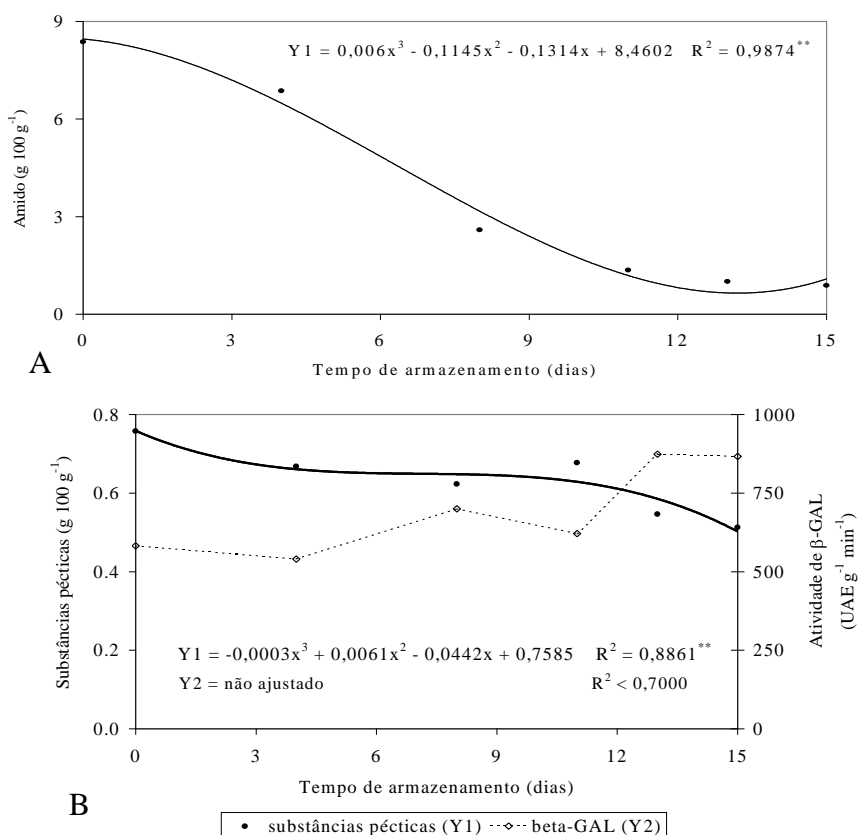 9
Y1 = 0,006x³ - 0,1145x² - 0,1314x + 8,4602 R² = 0,9874**
6
Amido (g 100 g⁻¹)
3
0
0 3 6 9 12 15
Tempo de armazenamento (dias)
A
0.8 1000
0.6 750
Substâncias pécticas (g 100 g⁻¹)
0.4 500
Atividade de β-GAL
(UAE g⁻¹ min⁻¹)
Y1 = -0,0003x³ + 0,0061x² - 0,0442x + 0,7585 R² = 0,8861**
0.2 250
Y2 = não ajustado R² < 0,7000
0.0 0
0 3 6 9 12 15
Tempo de armazenamento (dias)
B
substâncias pécticas (Y1) beta-GAL (Y2)